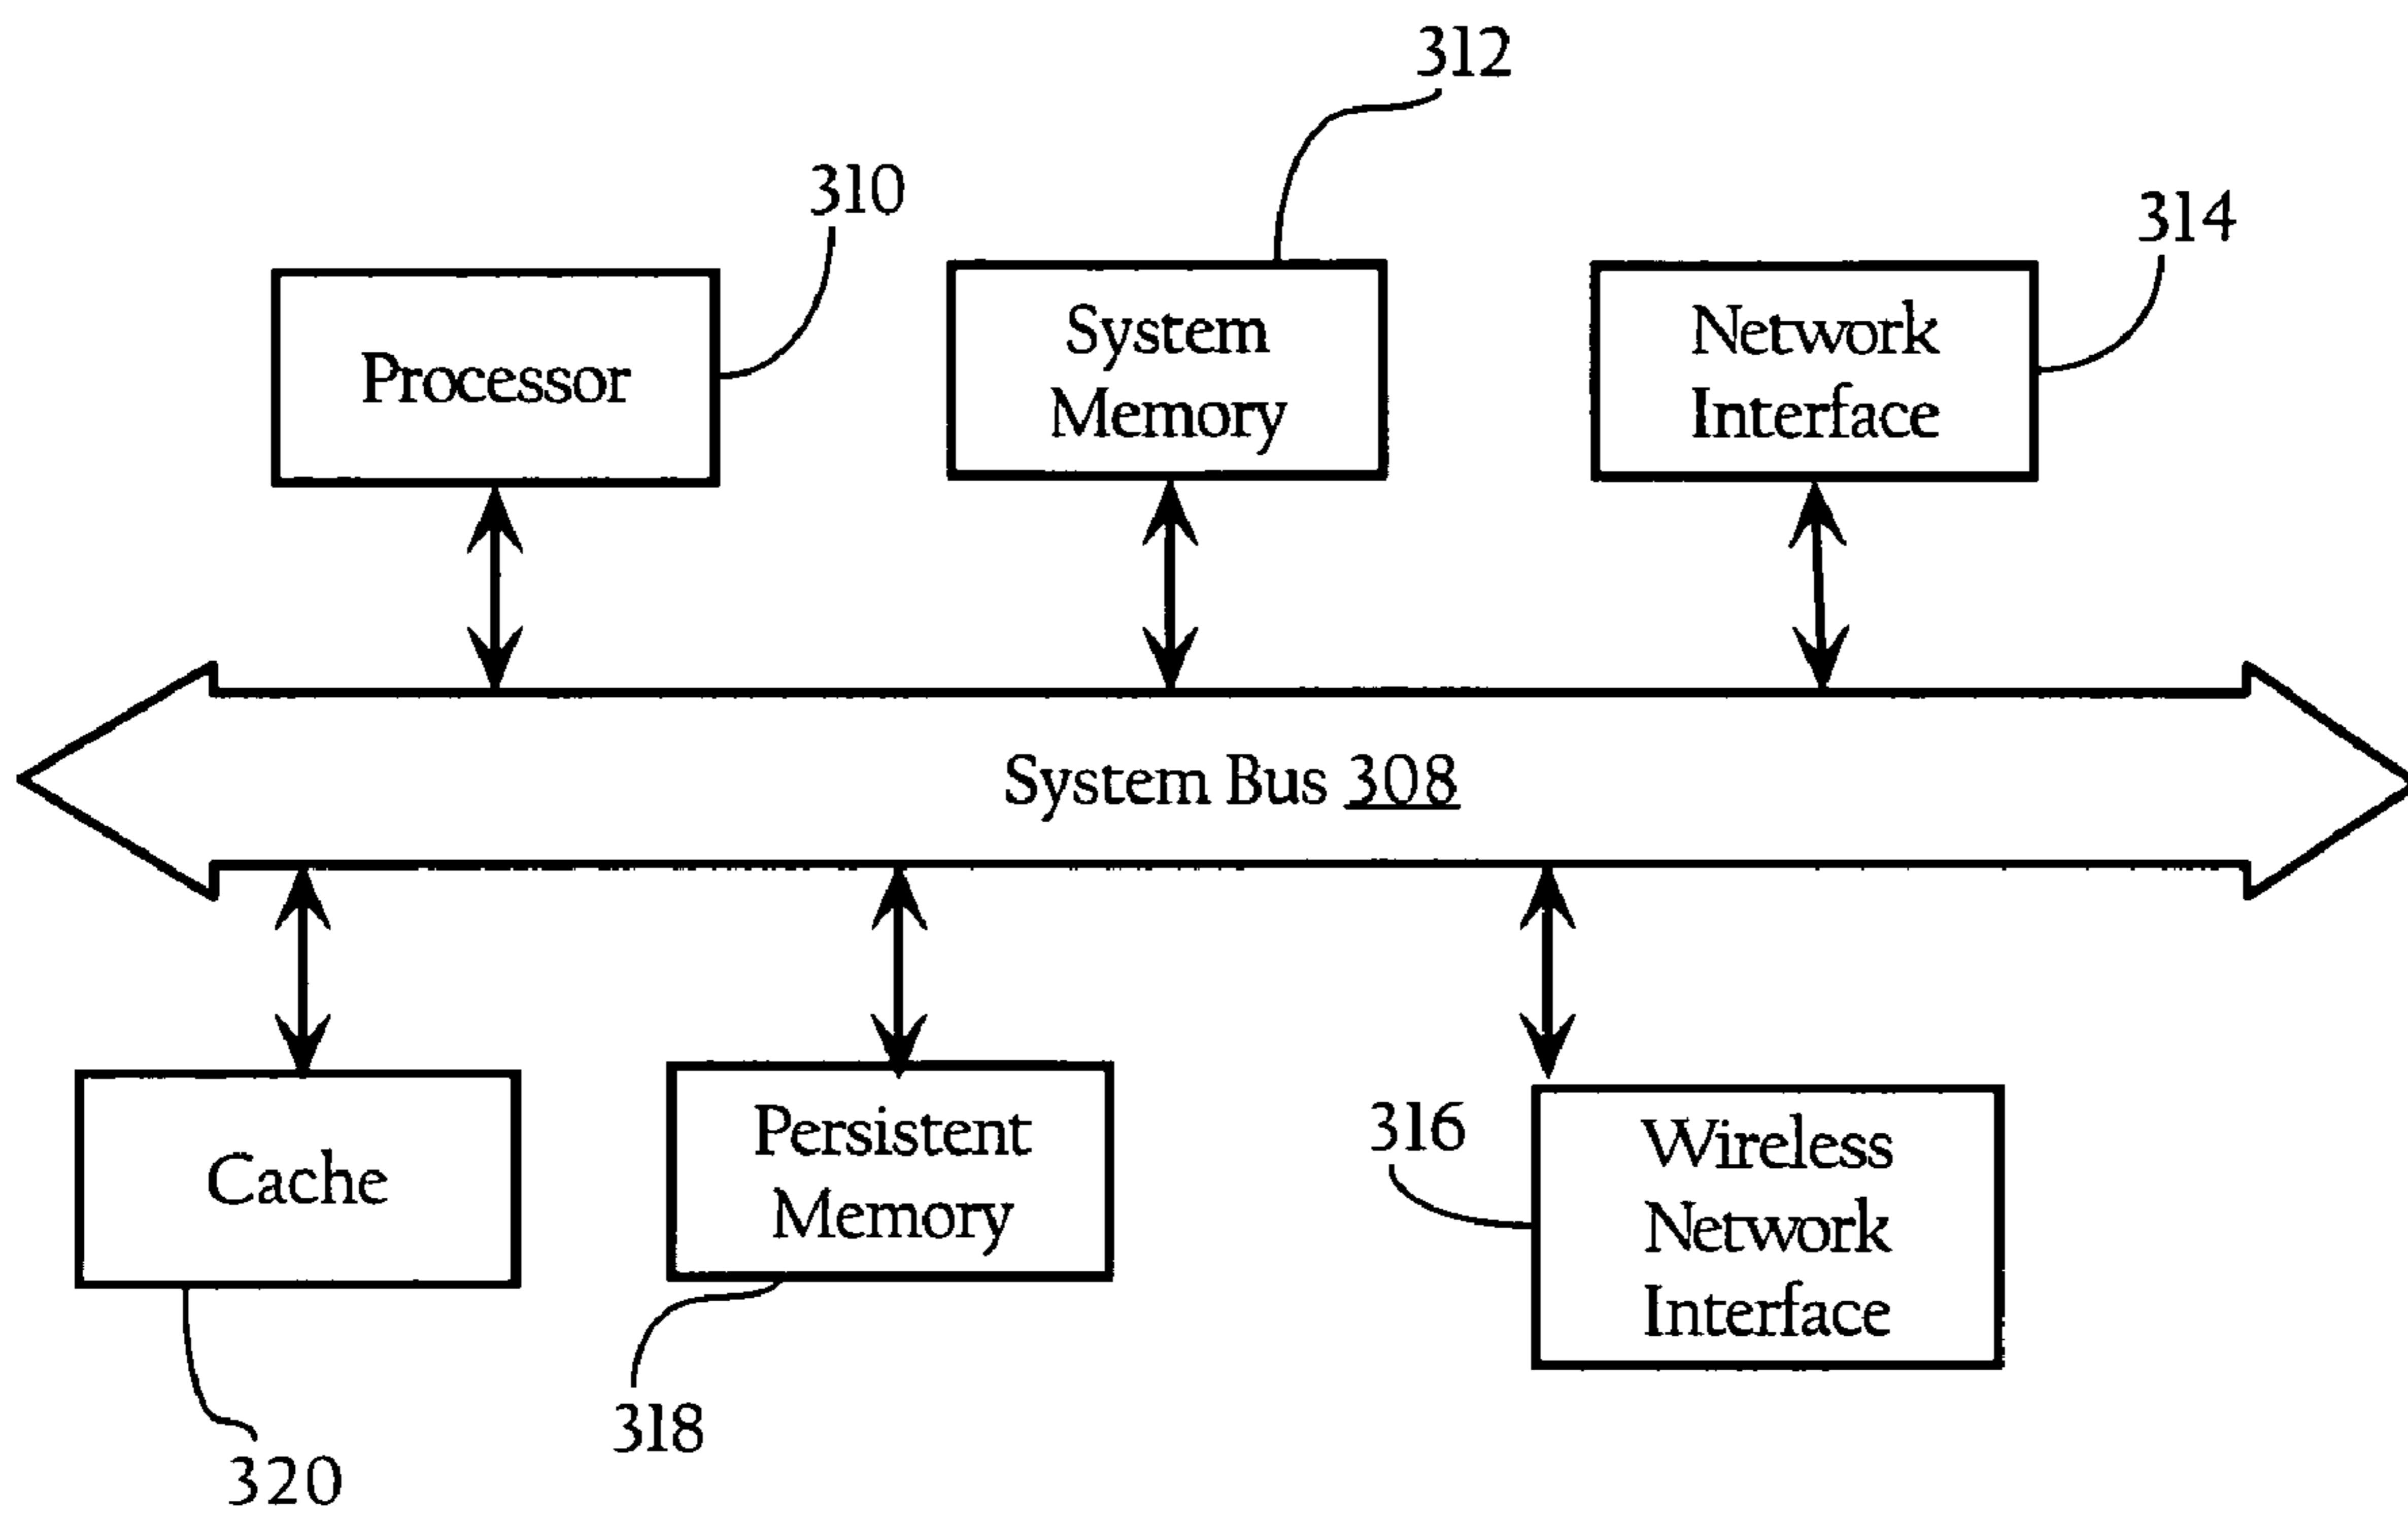 312
310
314
Processor
System
Memory
Network
Interface
System Bus 308
Cache
Persistent
Memory
316
Wireless
Network
Interface
318
320